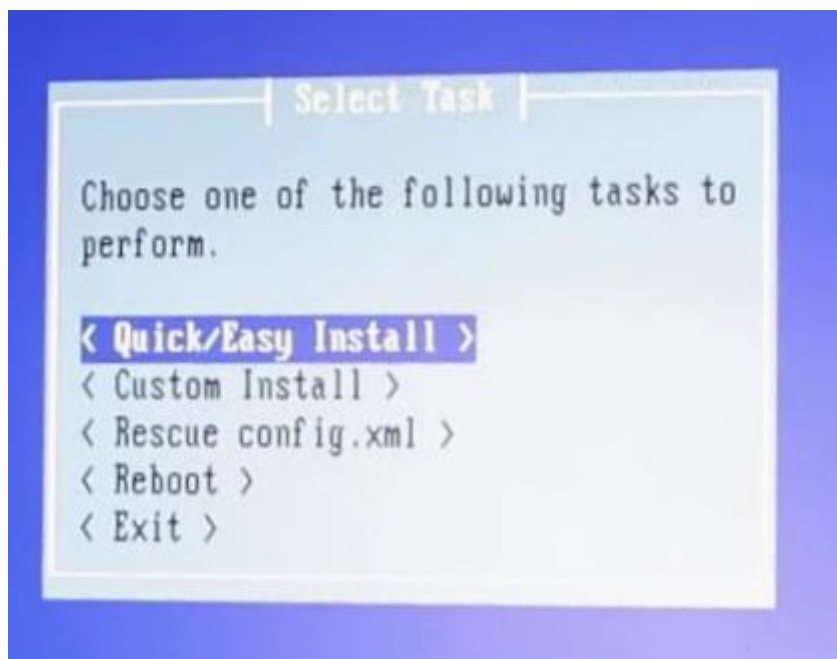 Select Task
Choose one of the following tasks to
perform.
< Quick/Easy Install >
< Custom Install >
< Rescue config.xml >
< Reboot >
< Exit >